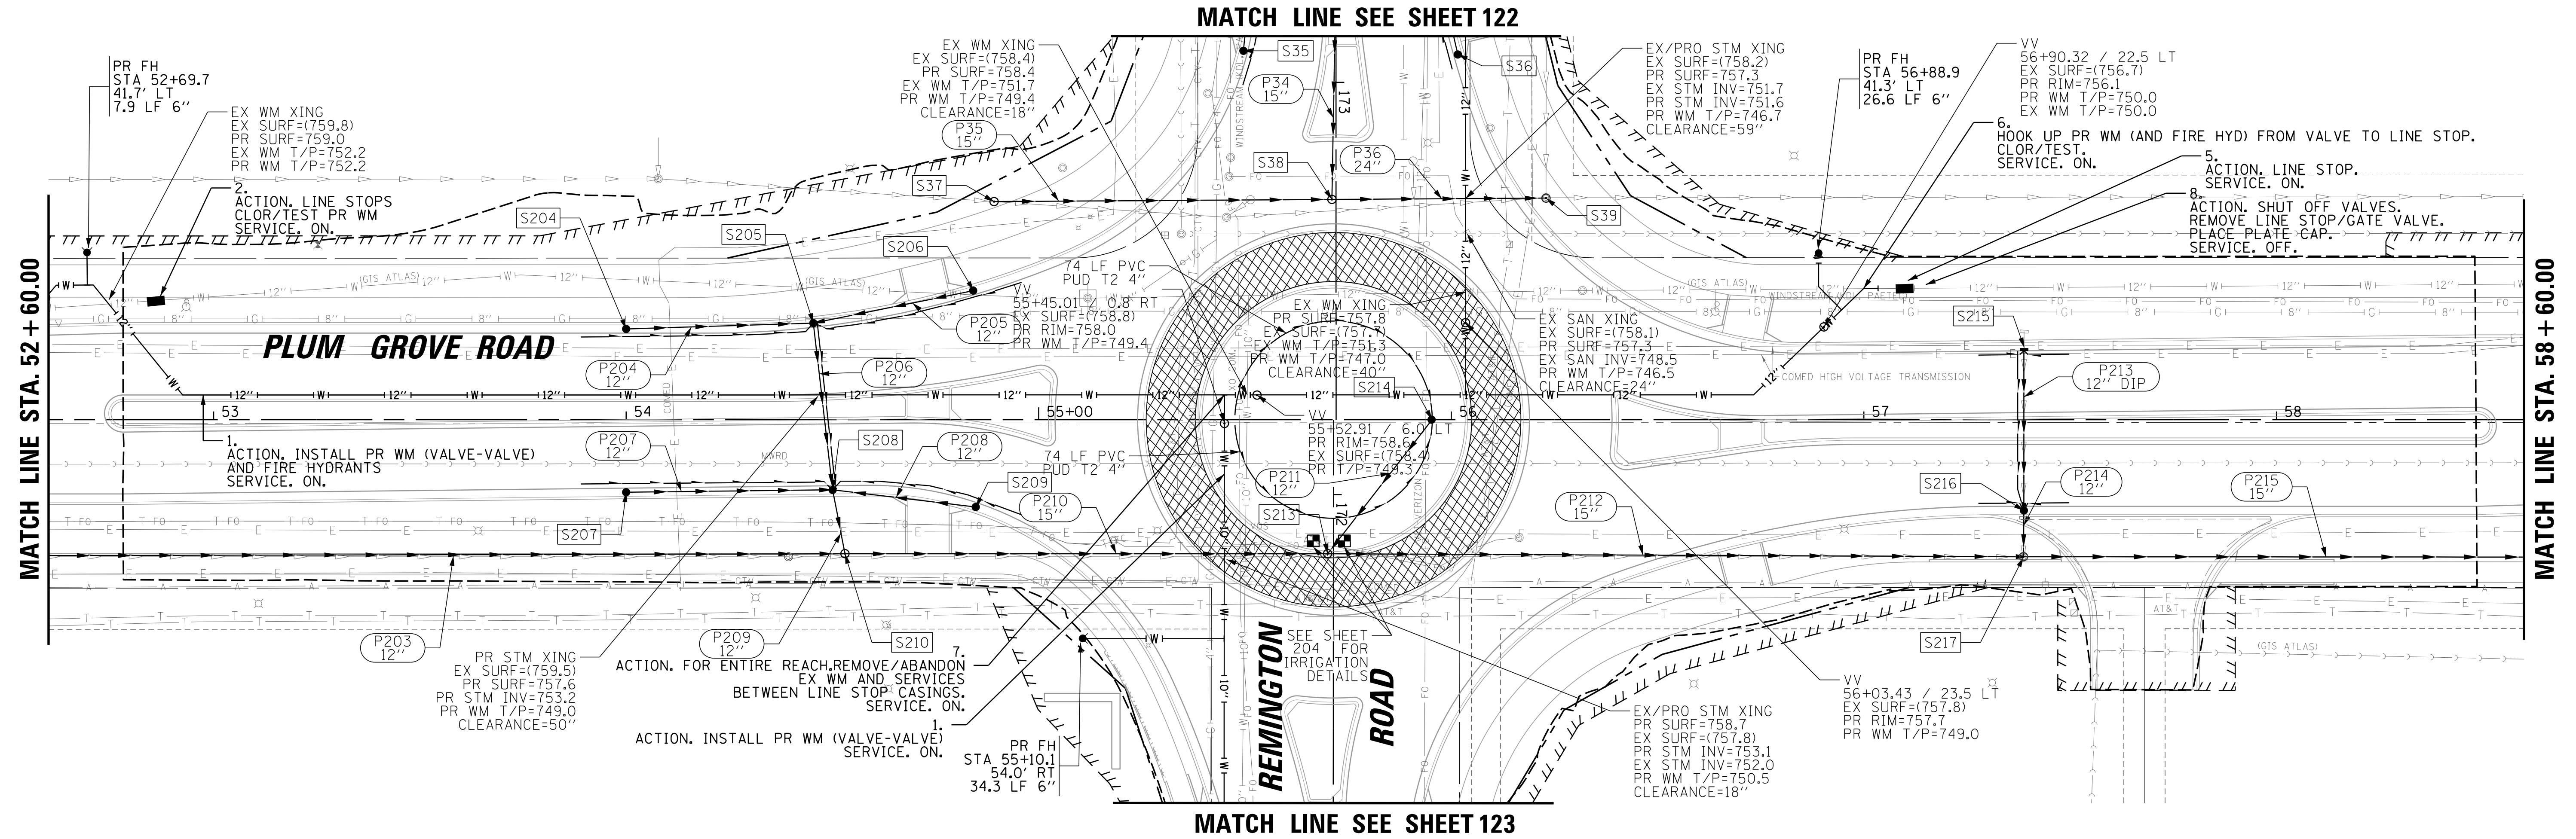 MATCH LINE SEE SHEET 122
PR FH
STA 52+69.7
41.7' LT
7.9 LF 6''
EX WM XING
EX SURF=(759.8)
PR SURF=759.0
EX WM T/P=752.2
PR WM T/P=752.2
2.
ACTION. LINE STOPS
CLOR/TEST PR WM
SERVICE. ON.
EX WM XING
EX SURF=(758.4)
PR SURF=758.4
EX WM T/P=751.7
PR WM T/P=749.4
CLEARANCE=18''
P35
15''
S35
P34
15''
173
S36
S37
S38
P36
24''
S39
EX/PRO STM XING
EX SURF=(758.2)
PR SURF=757.3
EX STM INV=751.7
PR STM INV=751.6
PR WM T/P=746.7
CLEARANCE=59''
PR FH
STA 56+88.9
41.3' LT
26.6 LF 6''
VV
56+90.32 / 22.5 LT
EX SURF=(756.7)
PR RIM=756.1
PR WM T/P=750.0
EX WM T/P=750.0
6.
HOOK UP PR WM (AND FIRE HYD) FROM VALVE TO LINE STOP.
CLOR/TEST.
SERVICE. ON.
5.
ACTION. LINE STOP.
SERVICE. ON.
8.
ACTION. SHUT OFF VALVES.
REMOVE LINE STOP/GATE VALVE.
PLACE PLATE CAP.
SERVICE. OFF.
S204
S205
S206
(GIS ATLAS)
(GIS ATLAS)
(GIS ATLAS)
74 LF PVC
PUD T2 4''
VV
55+45.01 / 0.8 RT
EX SURF=(758.8)
PR RIM=758.0
PR WM T/P=749.4
P205
12''
EX WM XING
PR SURF=757.8
EX SURF=(757.7)
EX WM T/P=751.3
PR WM T/P=747.0
CLEARANCE=40''
S214
EX SAN XING
EX SURF=(758.1)
PR SURF=757.3
EX SAN INV=748.5
PR WM T/P=746.5
CLEARANCE=24''
S215
COMED HIGH VOLTAGE TRANSMISSION
P213
12'' DIP
PLUM GROVE ROAD
P204
12''
P206
12''
MATCH LINE STA. 52+60.00
MATCH LINE STA. 58+60.00
53
54
55+00
56
57
58
1.
ACTION. INSTALL PR WM (VALVE-VALVE)
AND FIRE HYDRANTS
SERVICE. ON.
P207
12''
MWRD
S208
P208
12''
S209
74 LF PVC
PUD T2 4''
VV
55+52.91 / 6.0 LT
PR RIM=758.6
EX SURF=(758.4)
PR T/P=749.3
P211
12''
172
S213
S207
P210
15''
P212
15''
S216
P214
12''
P215
15''
P203
12''
P209
12''
S210
S217
AT&T
AT&T
(GIS ATLAS)
SEE SHEET
204 FOR
IRRIGATION
DETAILS
REMINGTON
ROAD
PR STM XING
EX SURF=(759.5)
PR SURF=757.6
PR STM INV=753.2
PR WM T/P=749.0
CLEARANCE=50''
7.
ACTION. FOR ENTIRE REACH.REMOVE/ABANDON
EX WM AND SERVICES
BETWEEN LINE STOP CASINGS.
SERVICE. ON.
1.
ACTION. INSTALL PR WM (VALVE-VALVE)
SERVICE. ON.
PR FH
STA 55+10.1
54.0' RT
34.3 LF 6''
EX/PRO STM XING
PR SURF=758.7
EX SURF=(757.8)
PR STM INV=753.1
EX STM INV=752.0
PR WM T/P=750.5
CLEARANCE=18''
VV
56+03.43 / 23.5 LT
EX SURF=(757.8)
PR RIM=757.7
PR WM T/P=749.0
MATCH LINE SEE SHEET 123